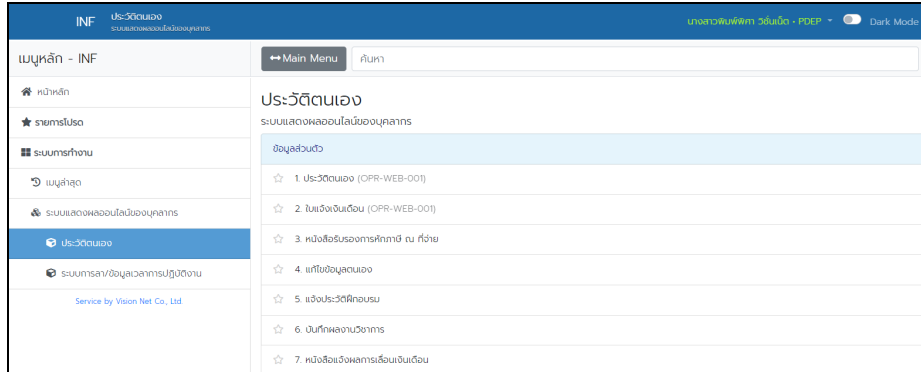 INF
ประวัติตนเอง
ระบบแสดงผลออนไลน์ของบุคลากร
นางสาวพิมพ์พิศา วิชั่นเน็ต - PDEP
Dark Mode
เมนูหลัก - INF
Main Menu
ค้นหา
หน้าหลัก
รายการโปรด
ระบบการทำงาน
เมนูล่าสุด
ระบบแสดงผลออนไลน์ของบุคลากร
ประวัติตนเอง
ระบบการลา/ข้อมูลเวลาการปฏิบัติงาน
Service by Vision Net Co., Ltd.
ประวัติตนเอง
ระบบแสดงผลออนไลน์ของบุคลากร
ข้อมูลส่วนตัว
1. ประวัติตนเอง (OPR-WEB-001)
2. ใบแจ้งเงินเดือน (OPR-WEB-001)
3. หนังสือรับรองการหักภาษี ณ ที่จ่าย
4. แก้ไขข้อมูลตนเอง
5. แจ้งประวัติฝึกอบรม
6. บันทึกผลงานวิชาการ
7. หนังสือแจ้งผลการเลื่อนเงินเดือน